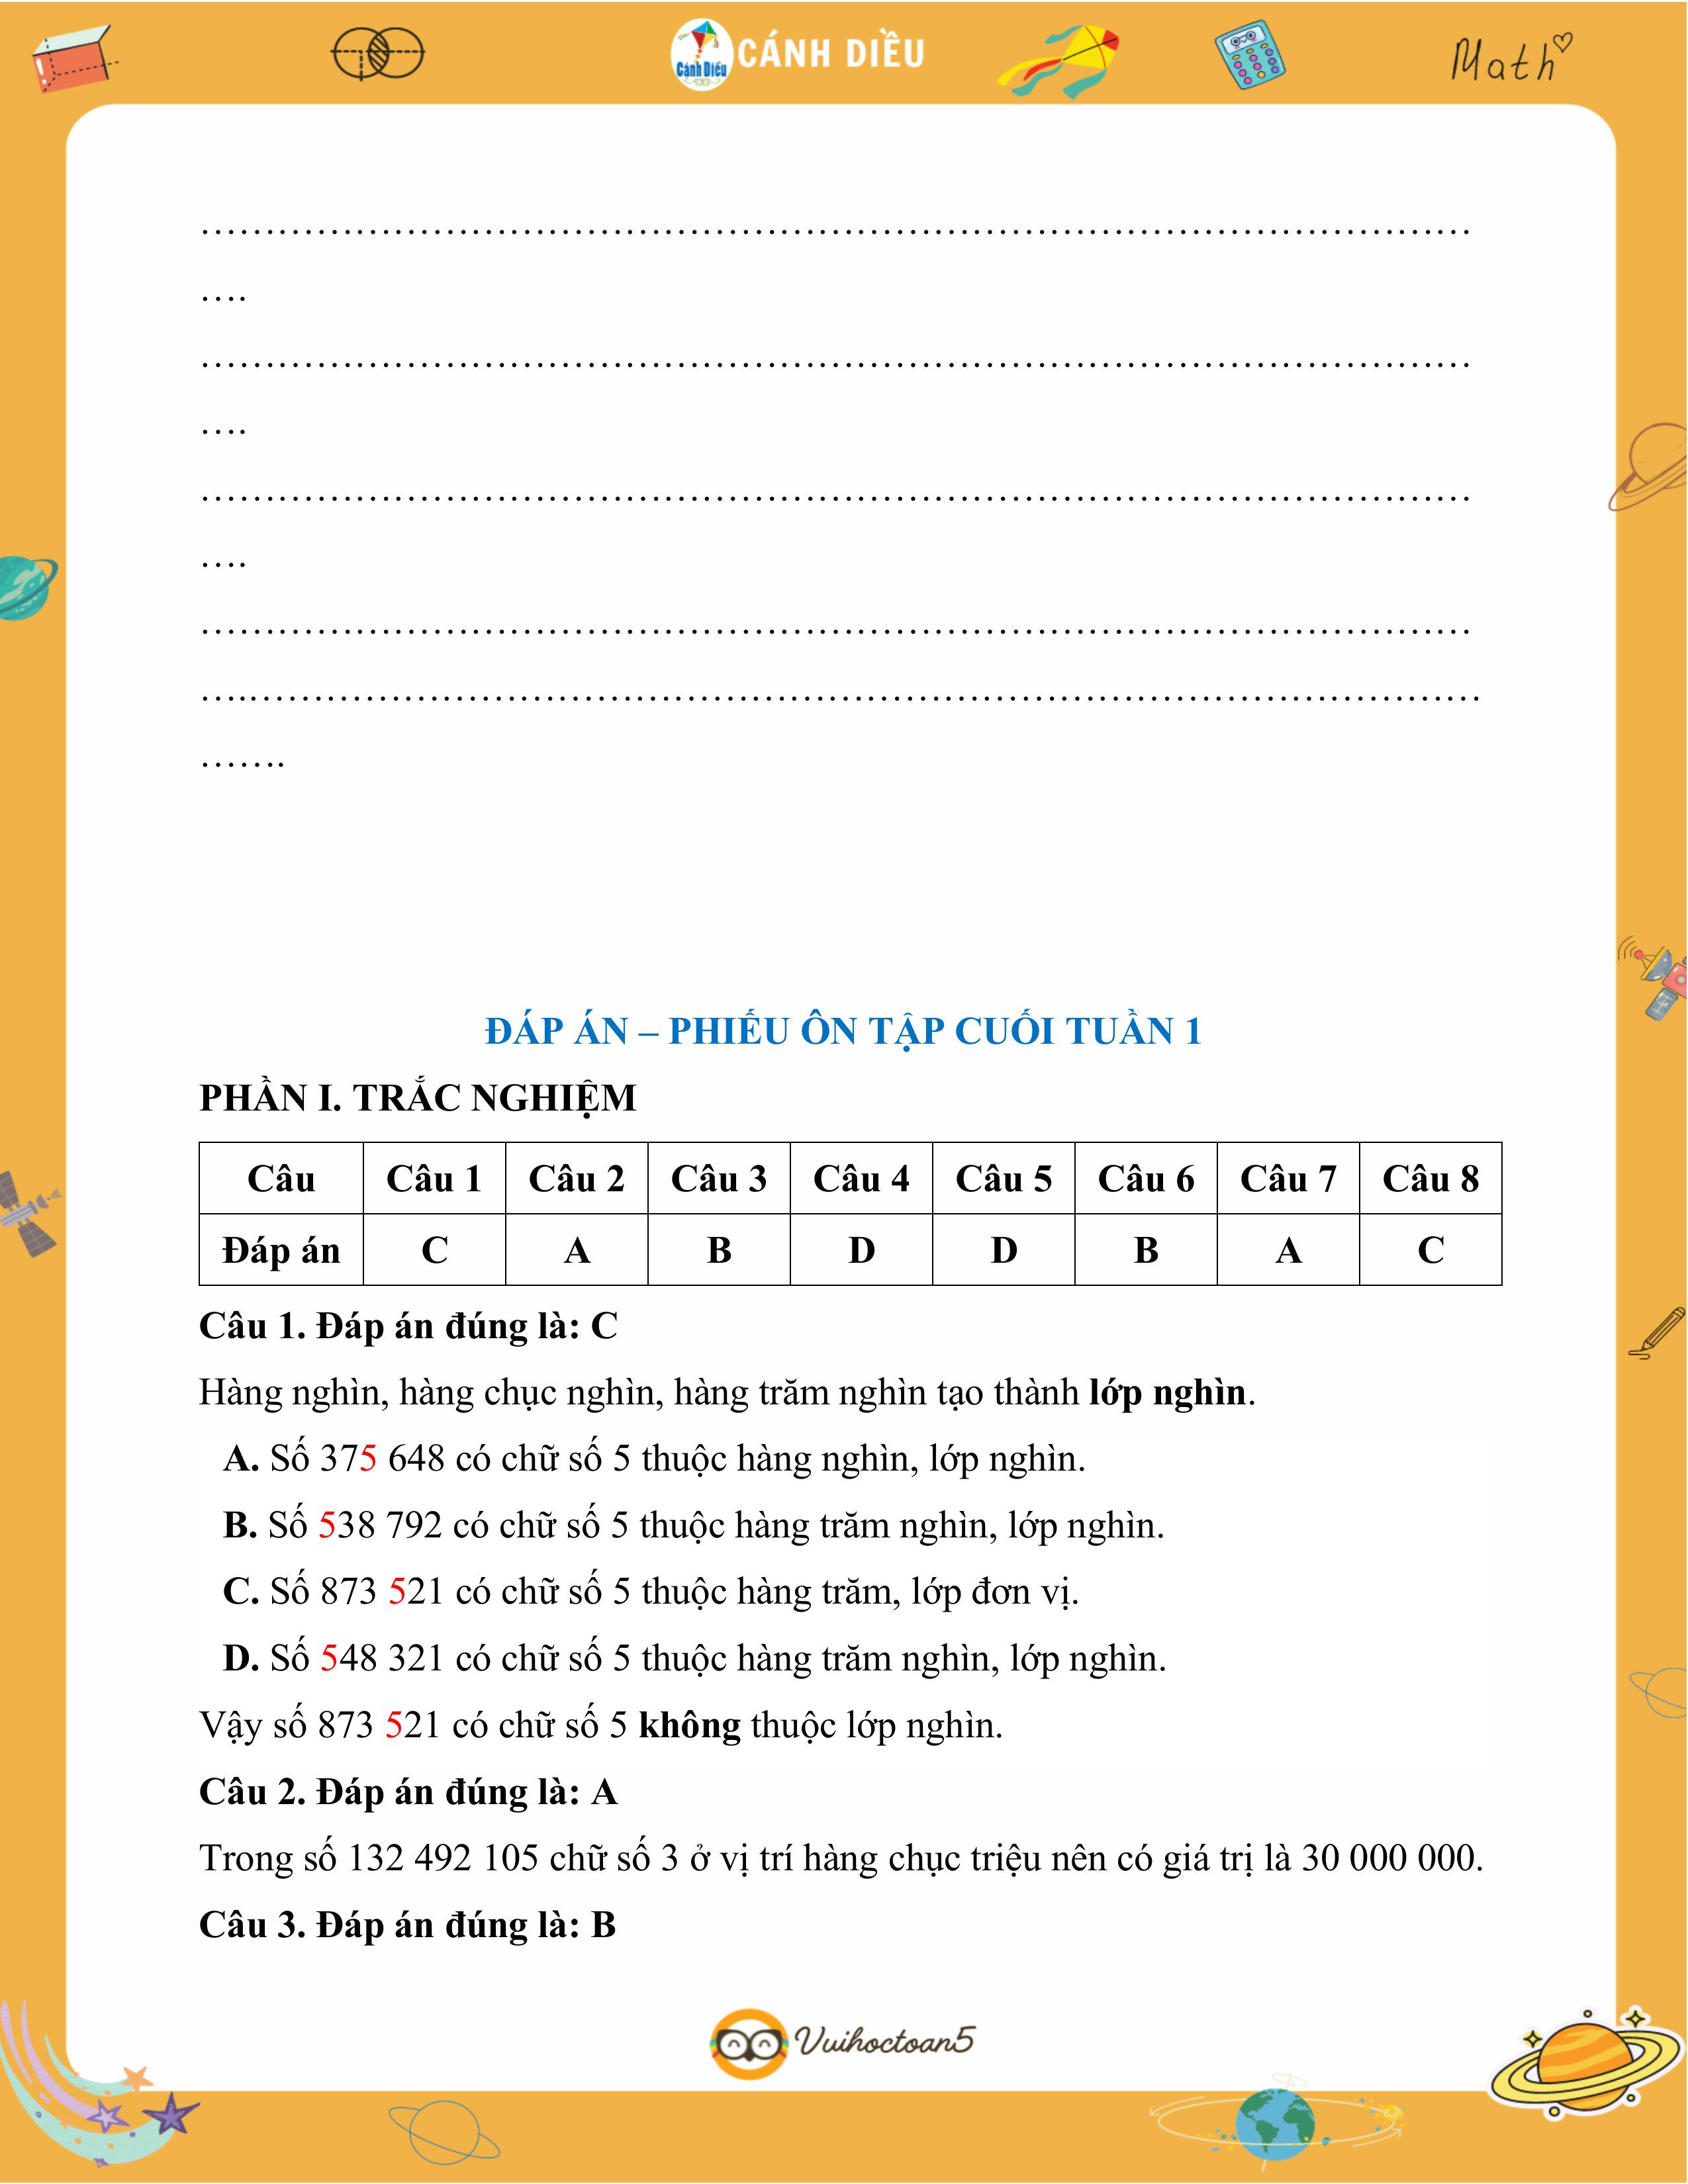 Cánh Diều CÁNH DIỀU Math
…………………………………………………………………………………………
….
…………………………………………………………………………………………
….
…………………………………………………………………………………………
….
…………………………………………………………………………………………
….………………………………………………………………………………………
…….
ĐÁP ÁN – PHIẾU ÔN TẬP CUỐI TUẦN 1
PHẦN I. TRẮC NGHIỆM
Câu Câu 1 Câu 2 Câu 3 Câu 4 Câu 5 Câu 6 Câu 7 Câu 8
Đáp án C A B D D B A C
Câu 1. Đáp án đúng là: C
Hàng nghìn, hàng chục nghìn, hàng trăm nghìn tạo thành lớp nghìn.
A. Số 375 648 có chữ số 5 thuộc hàng nghìn, lớp nghìn.
B. Số 538 792 có chữ số 5 thuộc hàng trăm nghìn, lớp nghìn.
C. Số 873 521 có chữ số 5 thuộc hàng trăm, lớp đơn vị.
D. Số 548 321 có chữ số 5 thuộc hàng trăm nghìn, lớp nghìn.
Vậy số 873 521 có chữ số 5 không thuộc lớp nghìn.
Câu 2. Đáp án đúng là: A
Trong số 132 492 105 chữ số 3 ở vị trí hàng chục triệu nên có giá trị là 30 000 000.
Câu 3. Đáp án đúng là: B
Vuihoctoan5